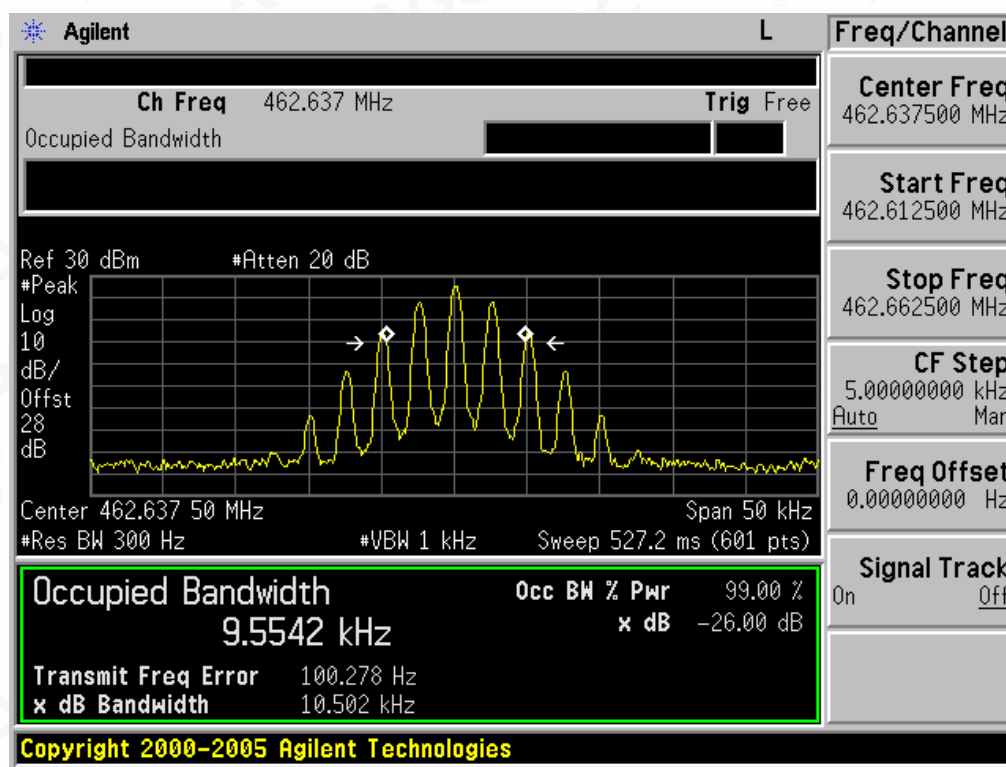 Agilent L Freq/Channel
Ch Freq 462.637 MHz Trig Free
Occupied Bandwidth
Center Freq
462.637500 MHz
Start Freq
462.612500 MHz
Stop Freq
462.662500 MHz
CF Step
5.00000000 kHz
Auto Man
Freq Offset
0.00000000 Hz
Signal Track
On Off
Ref 30 dBm #Atten 20 dB
#Peak
Log
10
dB/
Offst
28
dB
Center 462.637 50 MHz Span 50 kHz
#Res BW 300 Hz #VBW 1 kHz Sweep 527.2 ms (601 pts)
Occupied Bandwidth Occ BW % Pwr 99.00 %
9.5542 kHz x dB -26.00 dB
Transmit Freq Error 100.278 Hz
x dB Bandwidth 10.502 kHz
Copyright 2000-2005 Agilent Technologies